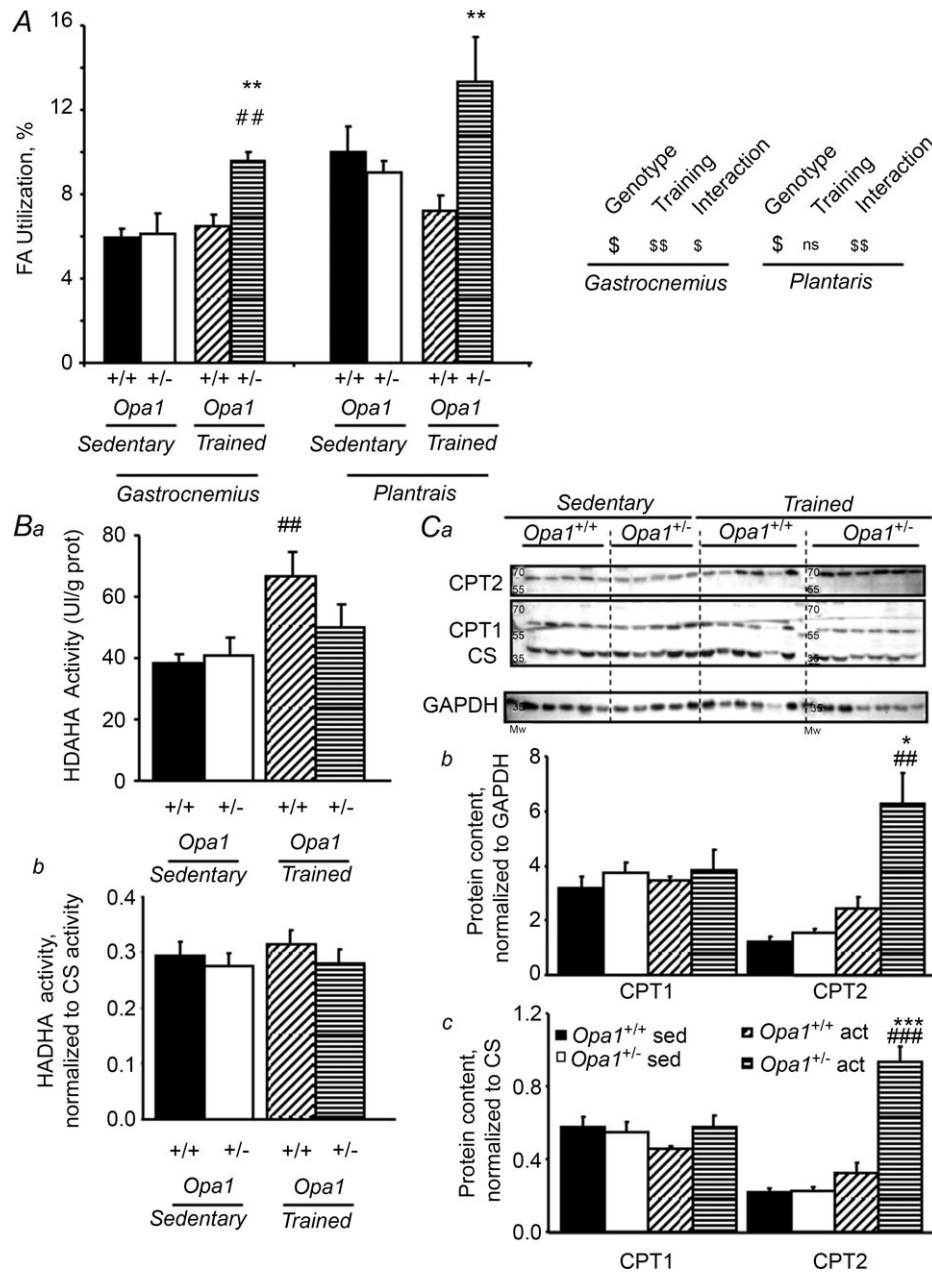 A
16
12
8
4
0
FA Utilization, %
**
##
**
+/+ +/- +/+ +/- +/+ +/- +/+ +/-
Opa1 Opa1 Opa1 Opa1
Sedentary Trained Sedentary Trained
Gastrocnemius Plantrais
Genotype Training Interaction Genotype Training Interaction
$ $$ $ $ ns $$
Gastrocnemius Plantaris
Ba
80
60
40
20
0
HDAHA Activity (UI/g prot)
##
+/+ +/- +/+ +/-
Opa1
Sedentary Trained
b
0.4
0.3
0.2
0.1
0.0
HADHA activity,
normalized to CS activity
+/+ +/- +/+ +/-
Opa1
Sedentary Trained
Ca
Sedentary Trained
Opa1+/+ Opa1+/- Opa1+/+ Opa1+/-
CPT2 70 55 70 55
CPT1 70 55 70 55
CS 35 35
GAPDH 35 35
Mw Mw
b
8
6
4
2
0
Protein content,
normalized to GAPDH
*
##
CPT1 CPT2
c
1.2
0.8
0.4
0.0
Protein content,
normalized to CS
Opa1+/+ sed Opa1+/+ act
Opa1+/- sed Opa1+/- act
***
###
CPT1 CPT2